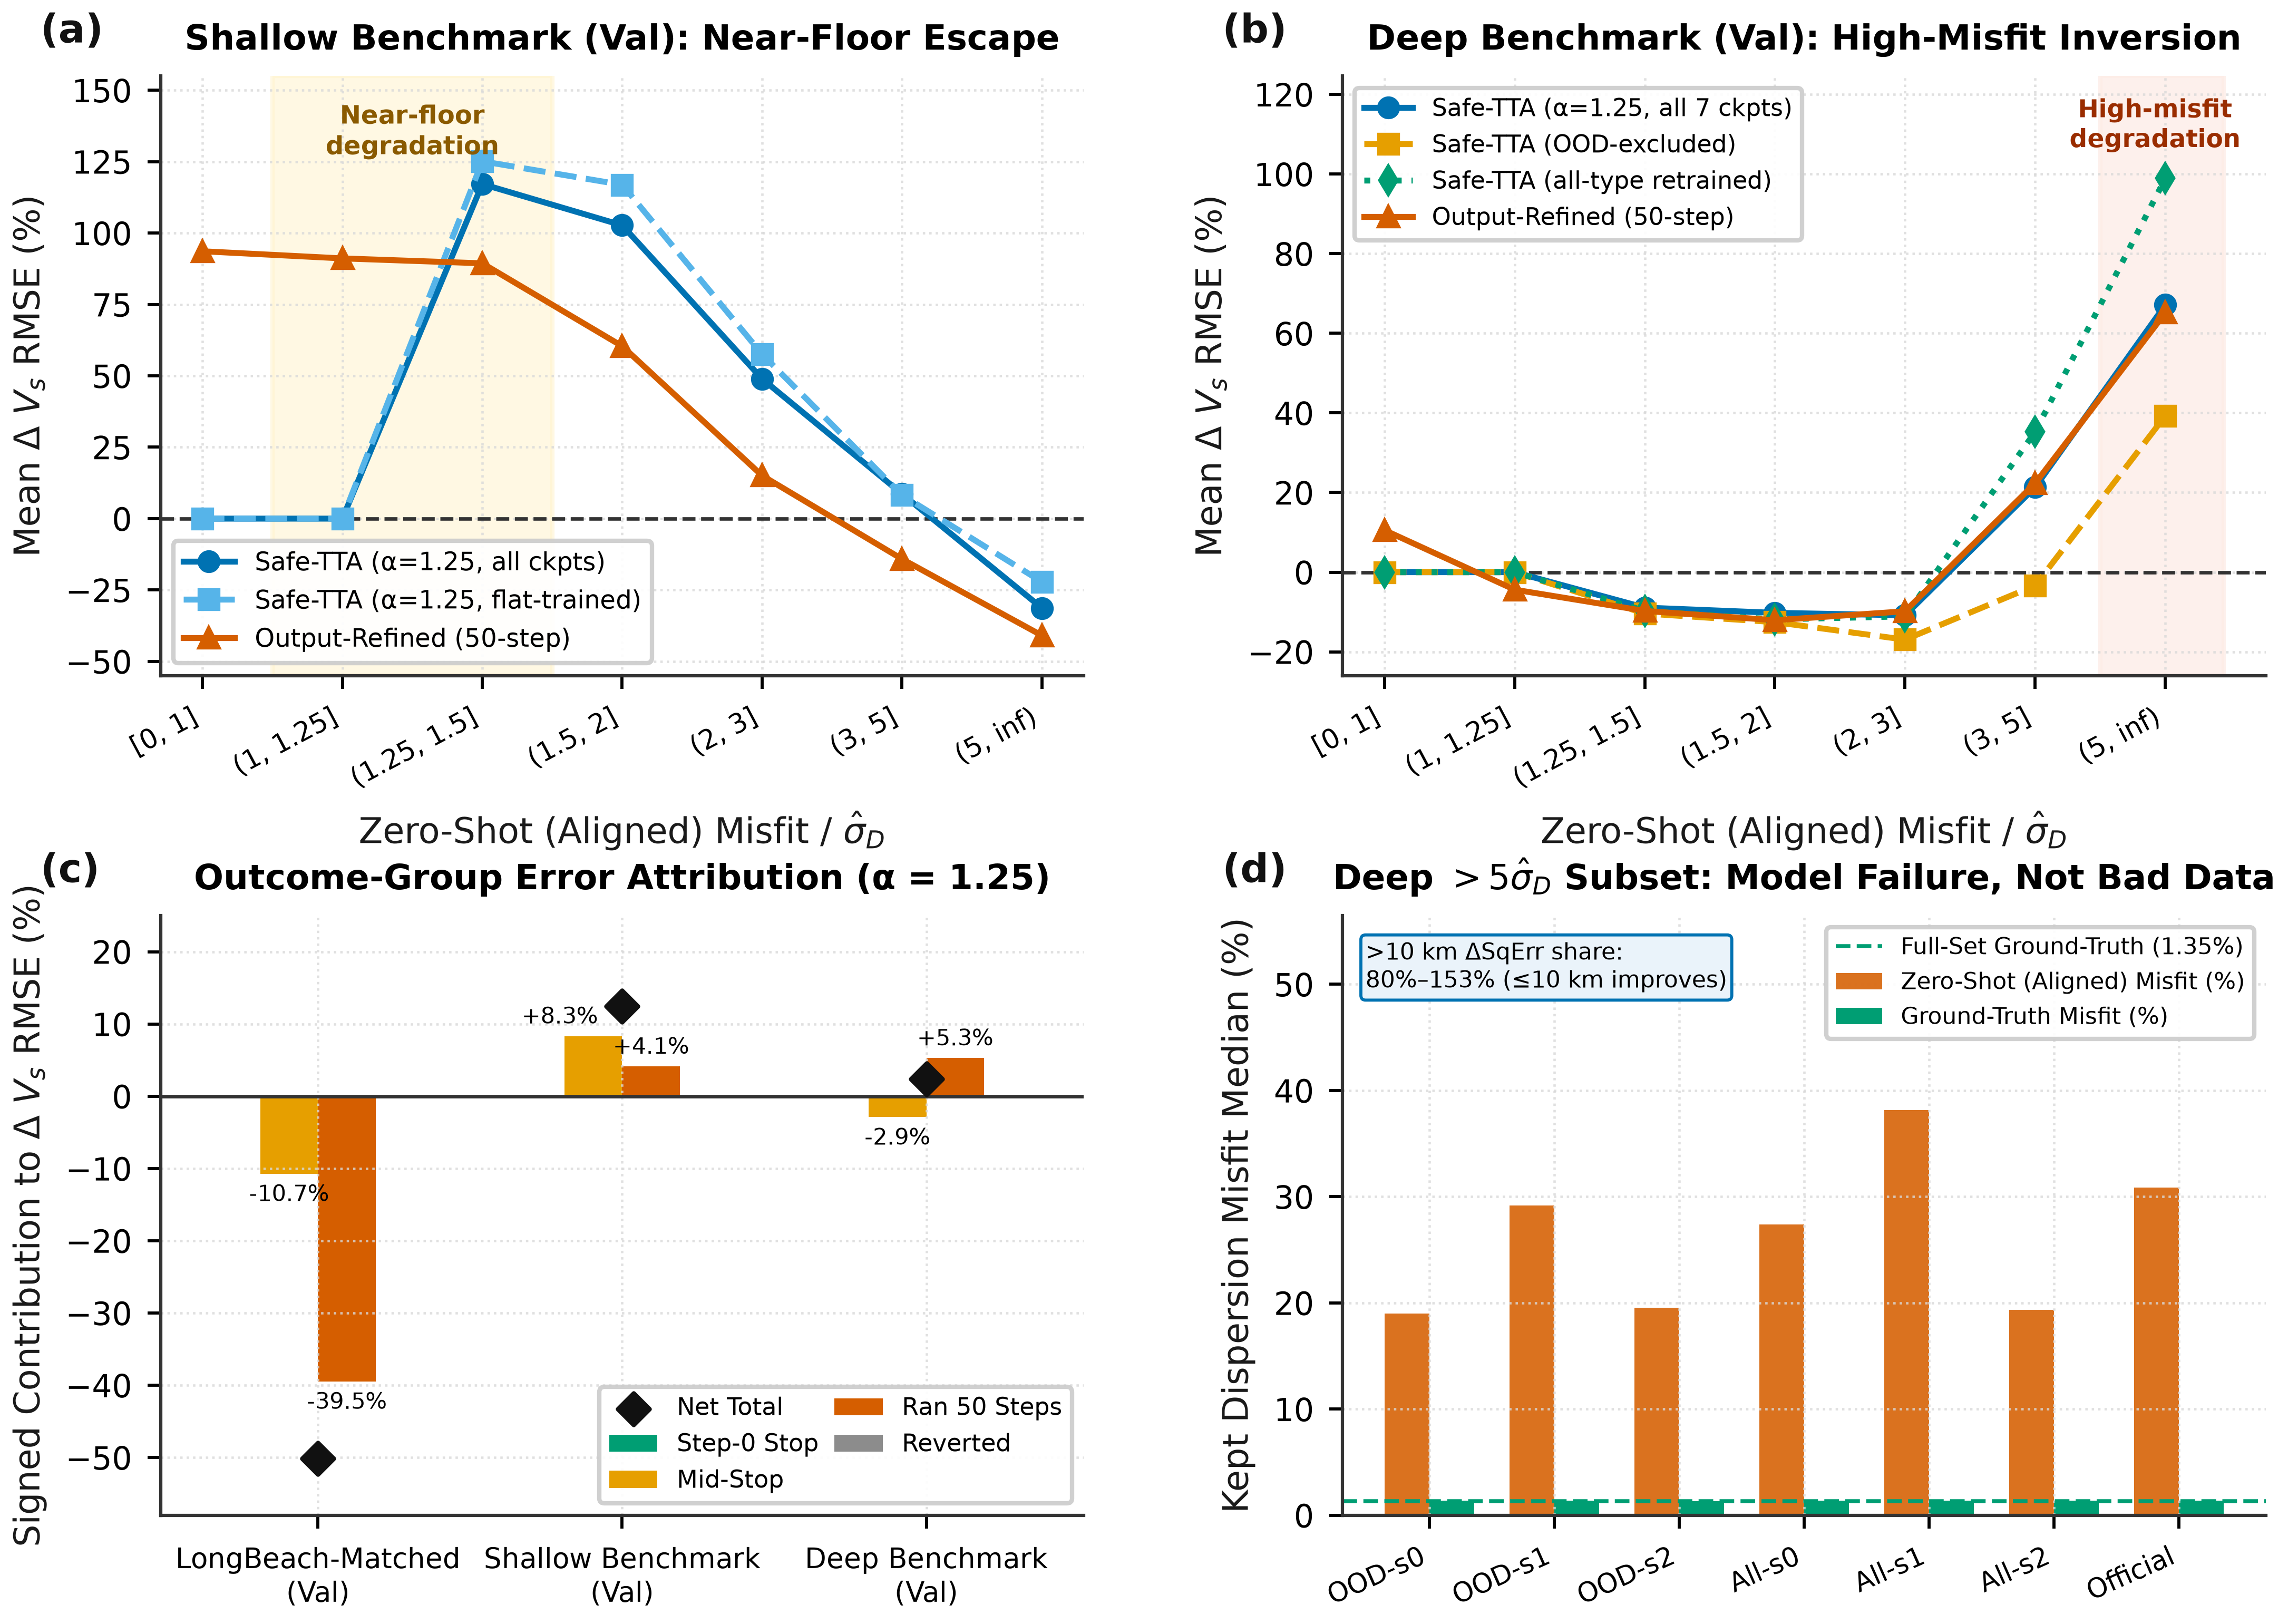 (a)
Shallow Benchmark (Val): Near-Floor Escape
Mean Δ Vs RMSE (%)
150
125
100
75
50
25
0
−25
−50
Near-floor
degradation
Safe-TTA (α=1.25, all ckpts)
Safe-TTA (α=1.25, flat-trained)
Output-Refined (50-step)
[0, 1]
(1, 1.25]
(1.25, 1.5]
(1.5, 2]
(2, 3]
(3, 5]
(5, inf)
Zero-Shot (Aligned) Misfit / σ̂D
(b)
Deep Benchmark (Val): High-Misfit Inversion
Mean Δ Vs RMSE (%)
120
100
80
60
40
20
0
−20
Safe-TTA (α=1.25, all 7 ckpts)
Safe-TTA (OOD-excluded)
Safe-TTA (all-type retrained)
Output-Refined (50-step)
High-misfit
degradation
[0, 1]
(1, 1.25]
(1.25, 1.5]
(1.5, 2]
(2, 3]
(3, 5]
(5, inf)
Zero-Shot (Aligned) Misfit / σ̂D
(c)
Outcome-Group Error Attribution (α = 1.25)
Signed Contribution to Δ Vs RMSE (%)
20
10
0
−10
−20
−30
−40
−50
-10.7%
-39.5%
+8.3%
+4.1%
-2.9%
+5.3%
Net Total
Step-0 Stop
Mid-Stop
Ran 50 Steps
Reverted
LongBeach-Matched
(Val)
Shallow Benchmark
(Val)
Deep Benchmark
(Val)
(d)
Deep >5σ̂D Subset: Model Failure, Not Bad Data
Kept Dispersion Misfit Median (%)
50
40
30
20
10
0
>10 km ΔSqErr share:
80%–153% (≤10 km improves)
Full-Set Ground-Truth (1.35%)
Zero-Shot (Aligned) Misfit (%)
Ground-Truth Misfit (%)
OOD-s0
OOD-s1
OOD-s2
All-s0
All-s1
All-s2
Official